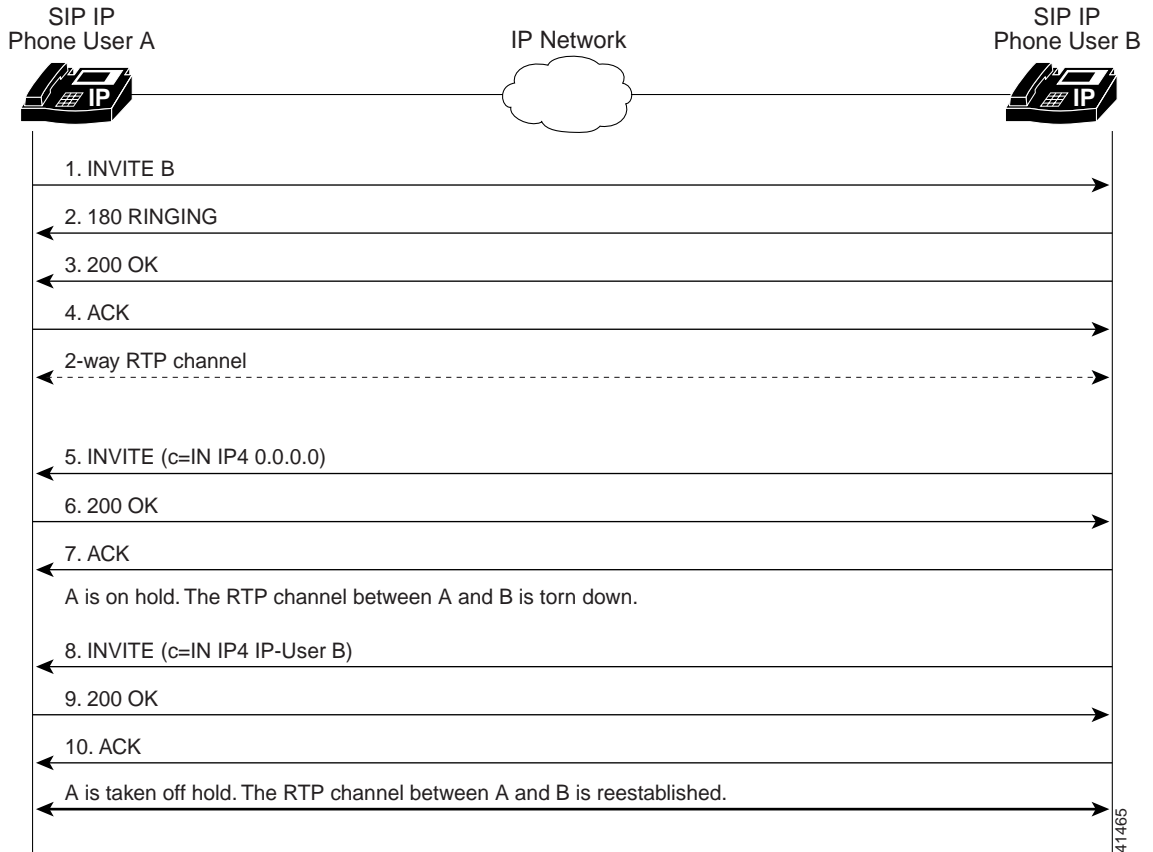 SIP IP
Phone User A
IP Network
SIP IP
Phone User B
IP
IP
1. INVITE B
2. 180 RINGING
3. 200 OK
4. ACK
2-way RTP channel
5. INVITE (c=IN IP4 0.0.0.0)
6. 200 OK
7. ACK
A is on hold. The RTP channel between A and B is torn down.
8. INVITE (c=IN IP4 IP-User B)
9. 200 OK
10. ACK
A is taken off hold. The RTP channel between A and B is reestablished.
41465